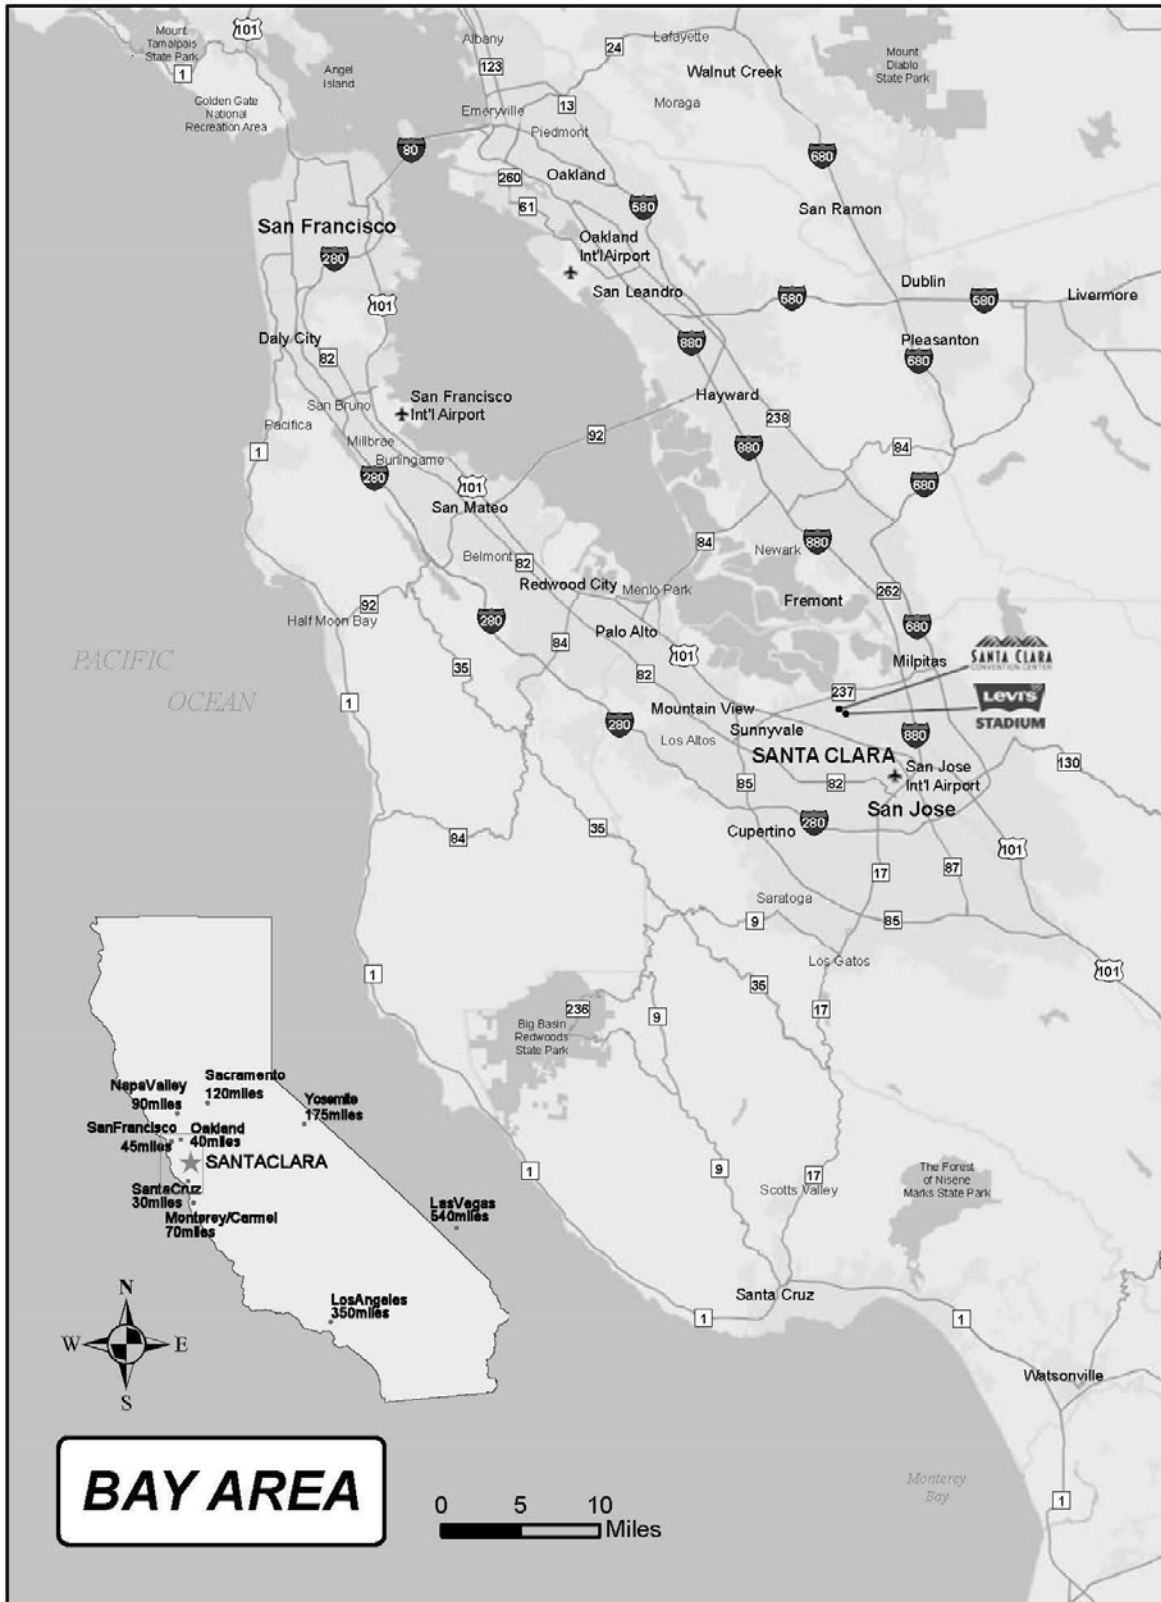 Mount
Tamalpais
State Park
101
1
Angel
Island
Golden Gate
National
Recreation Area
Albany
123
24
Lafayette
Walnut Creek
Mount
Diablo
State Park
Emeryville
13
Moraga
Piedmont
80
260
Oakland
680
61
580
San Ramon
San Francisco
Oakland
Int'lAirport
280
San Leandro
Dublin
580
580
Livermore
101
Daly City
82
880
Pleasanton
680
San Francisco
Int'l Airport
San Bruno
Hayward
Pacifica
92
238
1
Millbrae
Burlingame
880
84
280
101
680
San Mateo
84
880
Belmont
82
Newark
Redwood City
Menlo Park
262
92
Fremont
Half Moon Bay
280
Palo Alto
680
84
101
35
82
Milpitas
SANTA CLARA
CONVENTION CENTER
PACIFIC
OCEAN
237
LEVI'S
STADIUM
1
Mountain View
280
Sunnyvale
880
Los Altos
SANTA CLARA
San Jose
Int'l Airport
130
85
82
San Jose
84
35
Cupertino
280
101
17
87
Saratoga
9
85
Los Gatos
101
1
35
236
9
17
Big Basin
Redwoods
State Park
NapaValley
90miles
Sacramento
120miles
Yosemite
175miles
SanFrancisco
45miles
Oakland
40miles
SANTACLARA
SantaCruz
30miles
Monterey/Carmel
70miles
LasVegas
540miles
LosAngeles
350miles
1
9
17
Scotts Valley
The Forest
of Nisene
Marks State Park
Santa Cruz
1
1
Watsonville
N
W
E
S
BAY AREA
0 5 10
Miles
Monterey
Bay
1